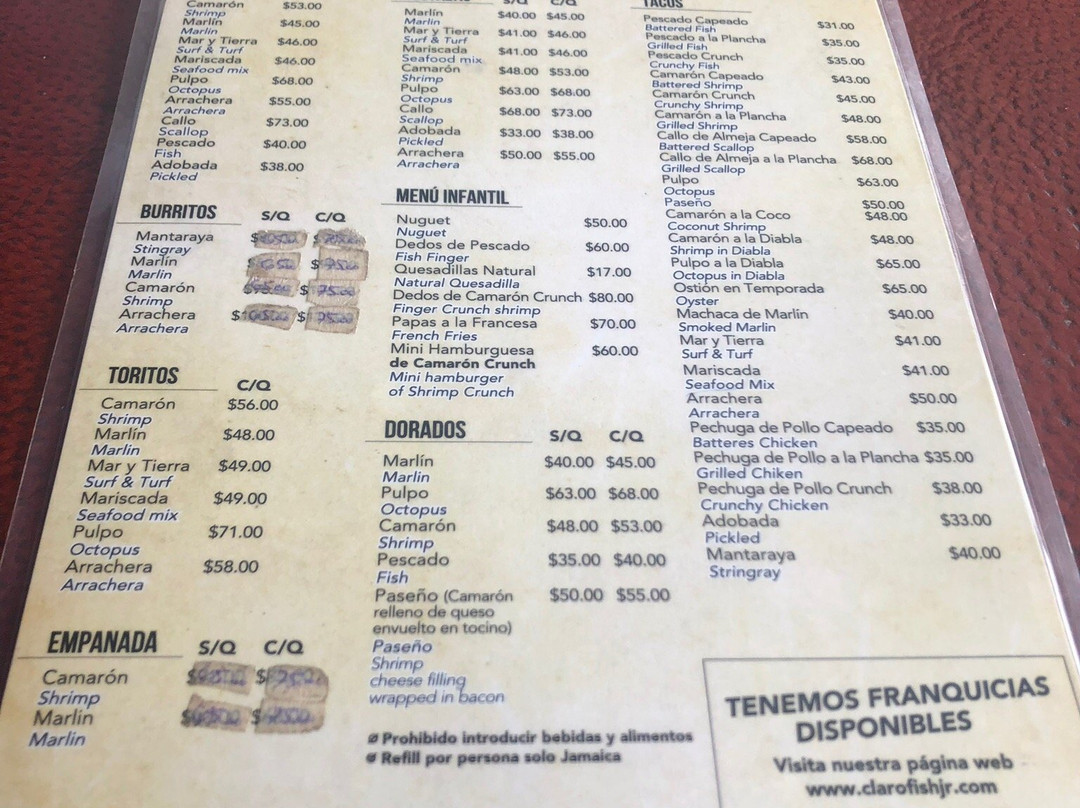 Camarón $53.00
Shrimp
Marlín $45.00
Marlin
Mar y Tierra $46.00
Surf & Turf
Mariscada $46.00
Seafood mix
Pulpo $68.00
Octopus
Arrachera $55.00
Arrachera
Callo $73.00
Scallop
Pescado $40.00
Fish
Adobada $38.00
Pickled
BURRITOS S/Q C/Q
Mantaraya
Stingray
Marlín
Marlin
Camarón
Shrimp
Arrachera
Arrachera
TORITOS C/Q
Camarón $56.00
Shrimp
Marlín $48.00
Marlin
Mar y Tierra $49.00
Surf & Turf
Mariscada $49.00
Seafood mix
Pulpo $71.00
Octopus
Arrachera $58.00
Arrachera
EMPANADA S/Q C/Q
Camarón
Shrimp
Marlin
Marlin
S/Q C/Q
Marlín $40.00 $45.00
Marlin
Mar y Tierra $41.00 $46.00
Surf & Turf
Mariscada $41.00 $46.00
Seafood mix
Camarón $48.00 $53.00
Shrimp
Pulpo $63.00 $68.00
Octopus
Callo $68.00 $73.00
Scallop
Adobada $33.00 $38.00
Pickled
Arrachera $50.00 $55.00
Arrachera
MENÚ INFANTIL
Nuguet $50.00
Nuguet
Dedos de Pescado $60.00
Fish Finger
Quesadillas Natural $17.00
Natural Quesadilla
Dedos de Camarón Crunch $80.00
Finger Crunch shrimp
Papas a la Francesa $70.00
French Fries
Mini Hamburguesa $60.00
de Camarón Crunch
Mini hamburger
of Shrimp Crunch
DORADOS S/Q C/Q
Marlín $40.00 $45.00
Marlin
Pulpo $63.00 $68.00
Octopus
Camarón $48.00 $53.00
Shrimp
Pescado $35.00 $40.00
Fish
Paseño (Camarón $50.00 $55.00
relleno de queso
envuelto en tocino)
Paseño
Shrimp
cheese filling
wrapped in bacon
Prohibido introducir bebidas y alimentos
Refill por persona solo Jamaica
TACOS
Pescado Capeado $31.00
Battered Fish
Pescado a la Plancha $35.00
Grilled Fish
Pescado Crunch $35.00
Crunchy Fish
Camarón Capeado $43.00
Battered Shrimp
Camarón Crunch $45.00
Crunchy Shrimp
Camarón a la Plancha $48.00
Grilled Shrimp
Callo de Almeja Capeado $58.00
Battered Scallop
Callo de Almeja a la Plancha $68.00
Grilled Scallop
Pulpo $63.00
Octopus
Paseño $50.00
Camarón a la Coco $48.00
Coconut Shrimp
Camarón a la Diabla $48.00
Shrimp in Diabla
Pulpo a la Diabla $65.00
Octopus in Diabla
Ostión en Temporada $65.00
Oyster
Machaca de Marlin $40.00
Smoked Marlin
Mar y Tierra $41.00
Surf & Turf
Mariscada $41.00
Seafood Mix
Arrachera $50.00
Arrachera
Pechuga de Pollo Capeado $35.00
Batteres Chicken
Pechuga de Pollo a la Plancha $35.00
Grilled Chiken
Pechuga de Pollo Crunch $38.00
Crunchy Chicken
Adobada $33.00
Pickled
Mantaraya $40.00
Stringray
TENEMOS FRANQUICIAS
DISPONIBLES
Visita nuestra página web
www.clarofishjr.com